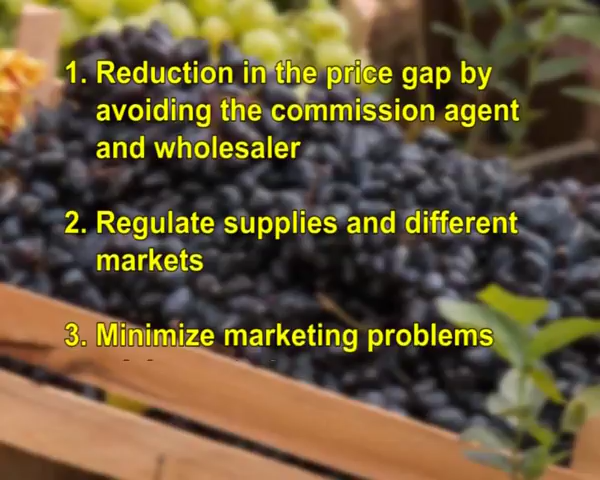 1. Reduction in the price gap by
avoiding the commission agent
and wholesaler
2. Regulate supplies and different
markets
3. Minimize marketing problems